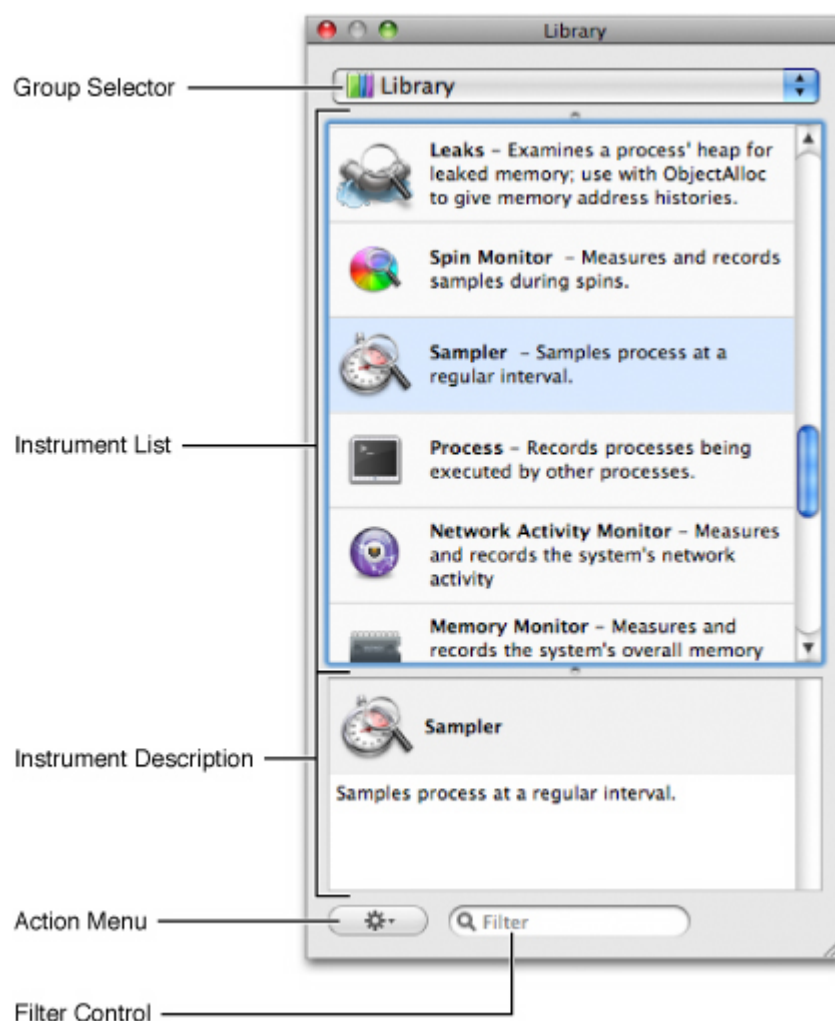 Library
Group Selector
Library
Leaks – Examines a process' heap for
leaked memory; use with ObjectAlloc
to give memory address histories.
Spin Monitor – Measures and records
samples during spins.
Sampler – Samples process at a
regular interval.
Instrument List
Process – Records processes being
executed by other processes.
Network Activity Monitor – Measures
and records the system's network
activity
Memory Monitor – Measures and
records the system's overall memory
Sampler
Instrument Description
Samples process at a regular interval.
Action Menu
Filter
Filter Control